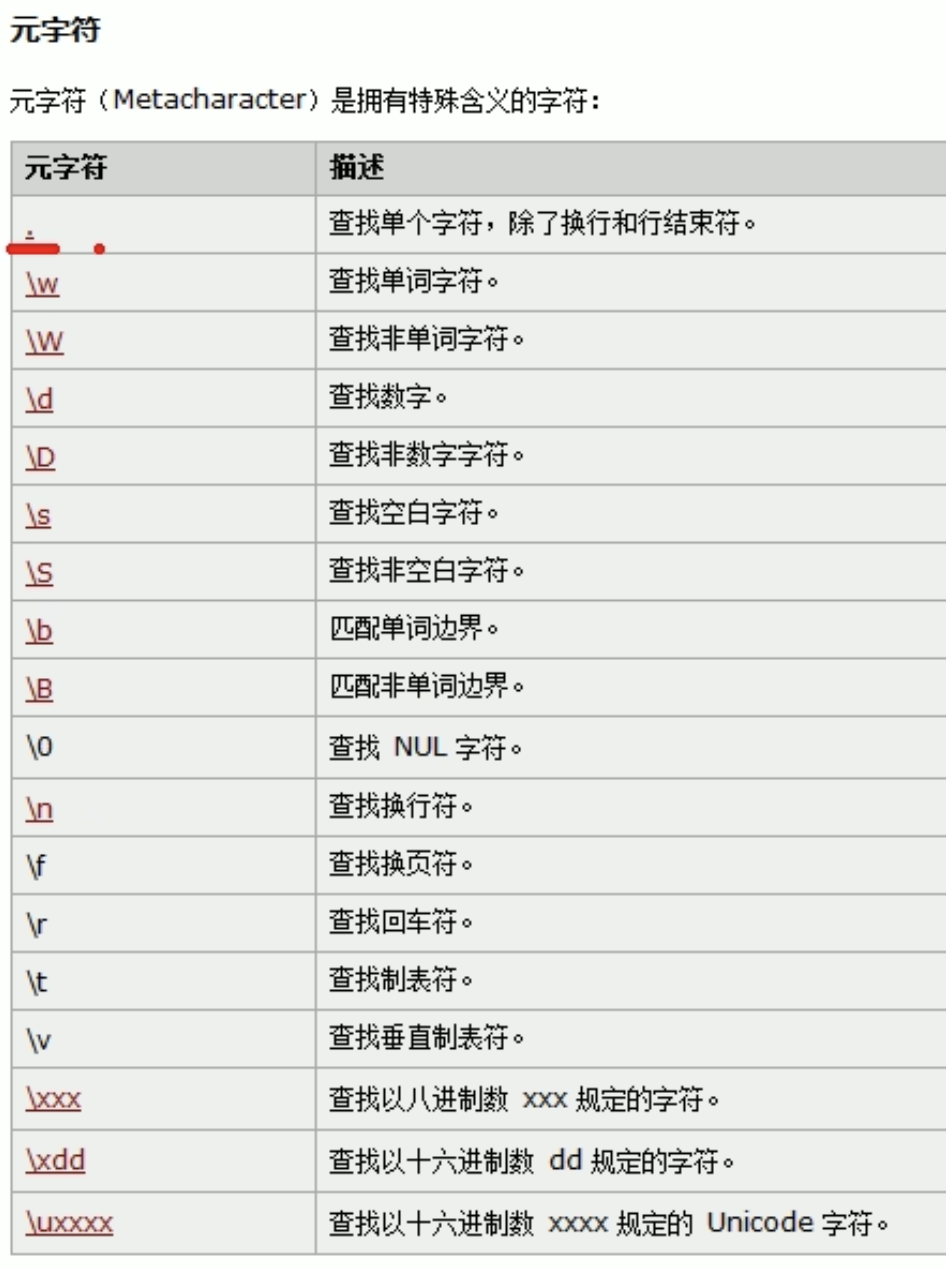 元字符
元字符（Metacharacter）是拥有特殊含义的字符：
元字符 描述
. 查找单个字符，除了换行和行结束符。
\w 查找单词字符。
\W 查找非单词字符。
\d 查找数字。
\D 查找非数字字符。
\s 查找空白字符。
\S 查找非空白字符。
\b 匹配单词边界。
\B 匹配非单词边界。
\0 查找 NUL 字符。
\n 查找换行符。
\f 查找换页符。
\r 查找回车符。
\t 查找制表符。
\v 查找垂直制表符。
\xxx 查找以八进制数 xxx 规定的字符。
\xdd 查找以十六进制数 dd 规定的字符。
\uxxxx 查找以十六进制数 xxxx 规定的 Unicode 字符。